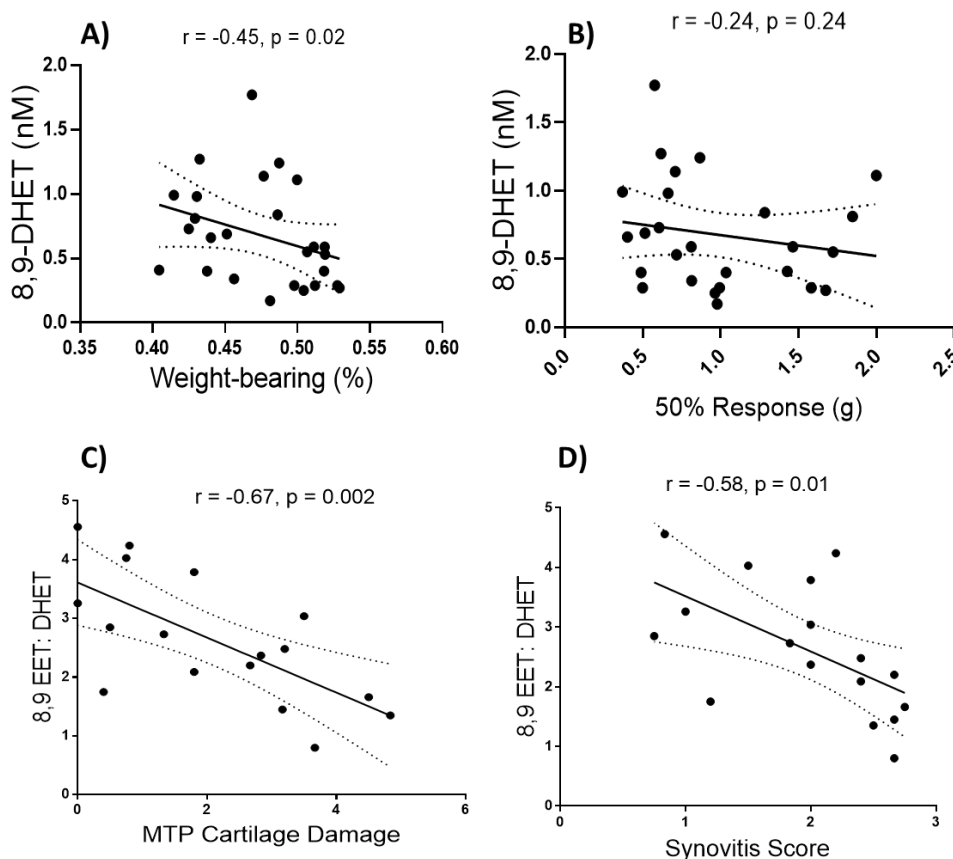 A)
r = -0.45, p = 0.02
8,9-DHET (nM)
2.0
1.5
1.0
0.5
0.0
0.35
0.40
0.45
0.50
0.55
0.60
Weight-bearing (%)
B)
r = -0.24, p = 0.24
8,9-DHET (nM)
2.0
1.5
1.0
0.5
0.0
0.0
0.5
1.0
1.5
2.0
2.5
50% Response (g)
C)
r = -0.67, p = 0.002
8,9 EET: DHET
5
4
3
2
1
0
0
2
4
6
MTP Cartilage Damage
D)
r = -0.58, p = 0.01
8,9 EET: DHET
5
4
3
2
1
0
0
1
2
3
Synovitis Score